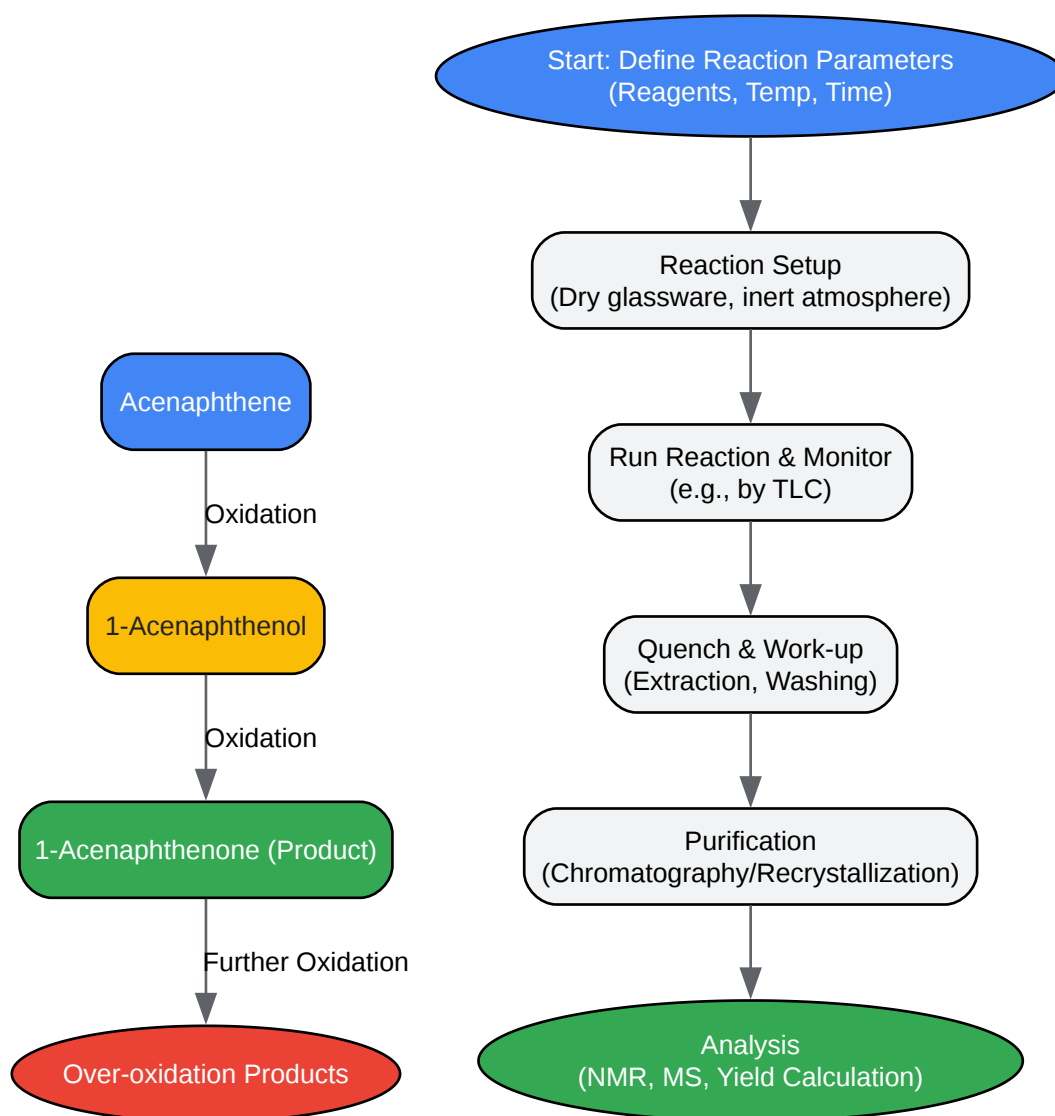 Start: Define Reaction Parameters
(Reagents, Temp, Time)
Reaction Setup
(Dry glassware, inert atmosphere)
Run Reaction & Monitor
(e.g., by TLC)
Quench & Work-up
(Extraction, Washing)
Purification
(Chromatography/Recrystallization)
Analysis
(NMR, MS, Yield Calculation)
Acenaphthene
Oxidation
1-Acenaphthenol
Oxidation
1-Acenaphthenone (Product)
Further Oxidation
Over-oxidation Products